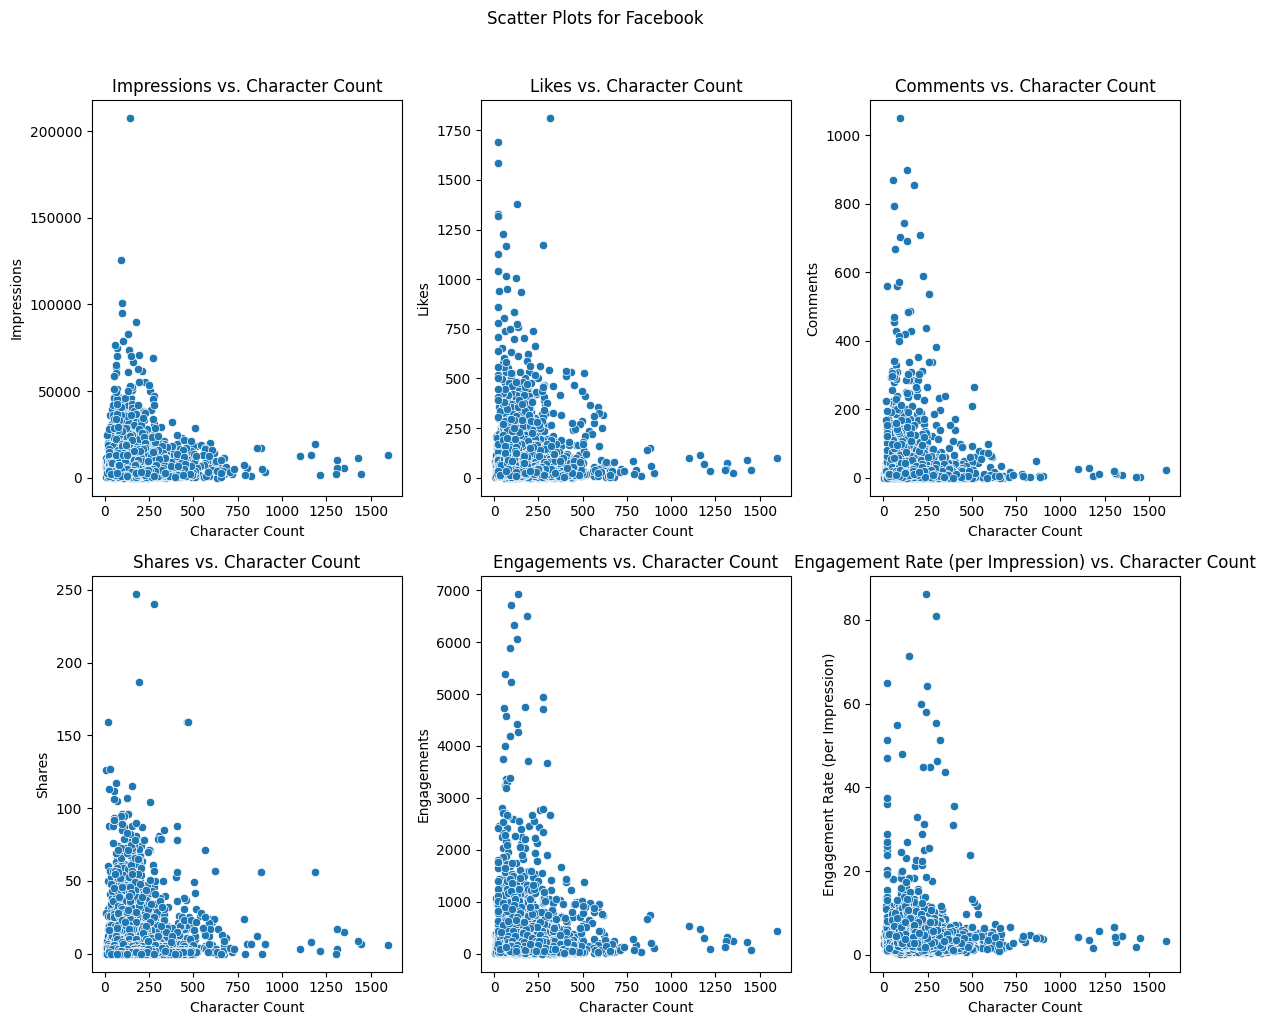 Scatter Plots for Facebook
Impressions vs. Character Count
Likes vs. Character Count
Comments vs. Character Count
Impressions
200000
150000
100000
50000
0
0 250 500 750 1000 1250 1500
Character Count
Likes
1750
1500
1250
1000
750
500
250
0
0 250 500 750 1000 1250 1500
Character Count
Comments
1000
800
600
400
200
0
0 250 500 750 1000 1250 1500
Character Count
Shares vs. Character Count
Engagements vs. Character Count
Engagement Rate (per Impression) vs. Character Count
Shares
250
200
150
100
50
0
0 250 500 750 1000 1250 1500
Character Count
Engagements
7000
6000
5000
4000
3000
2000
1000
0
0 250 500 750 1000 1250 1500
Character Count
Engagement Rate (per Impression)
80
60
40
20
0
0 250 500 750 1000 1250 1500
Character Count